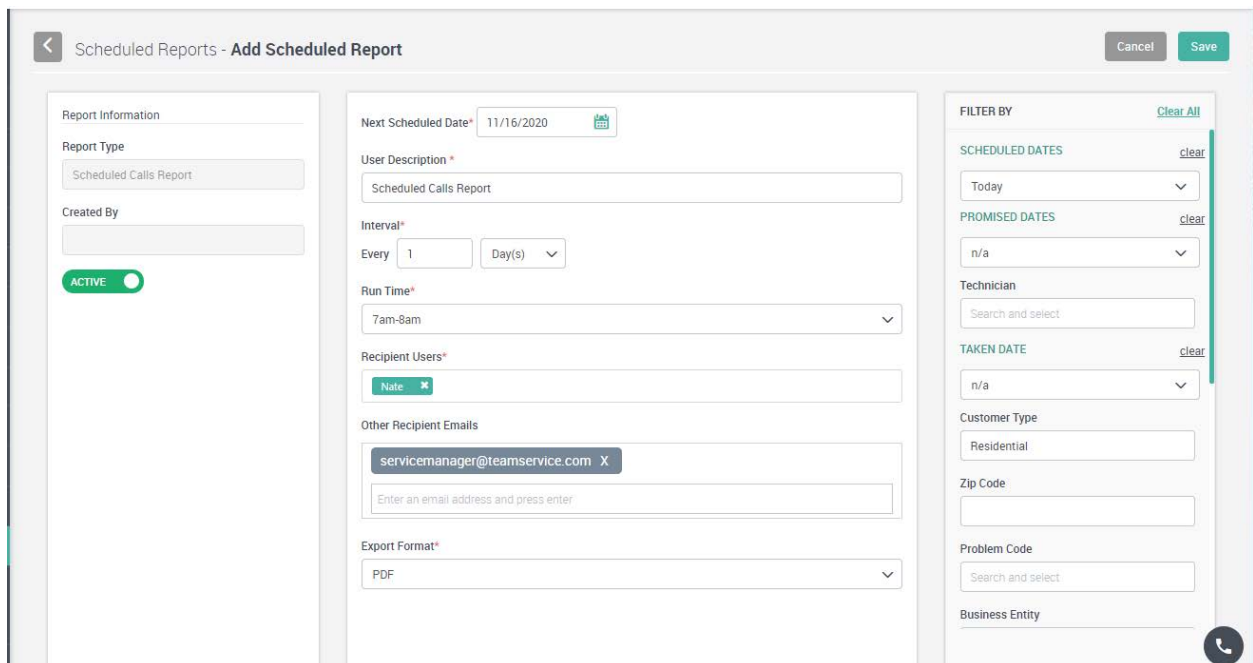 Scheduled Reports - Add Scheduled Report
Cancel
Save
Report Information
Report Type
Scheduled Calls Report
Created By
ACTIVE
Next Scheduled Date* 11/16/2020
User Description *
Scheduled Calls Report
Interval*
Every 1 Day(s)
Run Time*
7am-8am
Recipient Users*
Nate ✖
Other Recipient Emails
servicemanager@teamservice.com X
Enter an email address and press enter
Export Format*
PDF
FILTER BY Clear All
SCHEDULED DATES clear
Today
PROMISED DATES clear
n/a
Technician
Search and select
TAKEN DATE clear
n/a
Customer Type
Residential
Zip Code
Problem Code
Search and select
Business Entity